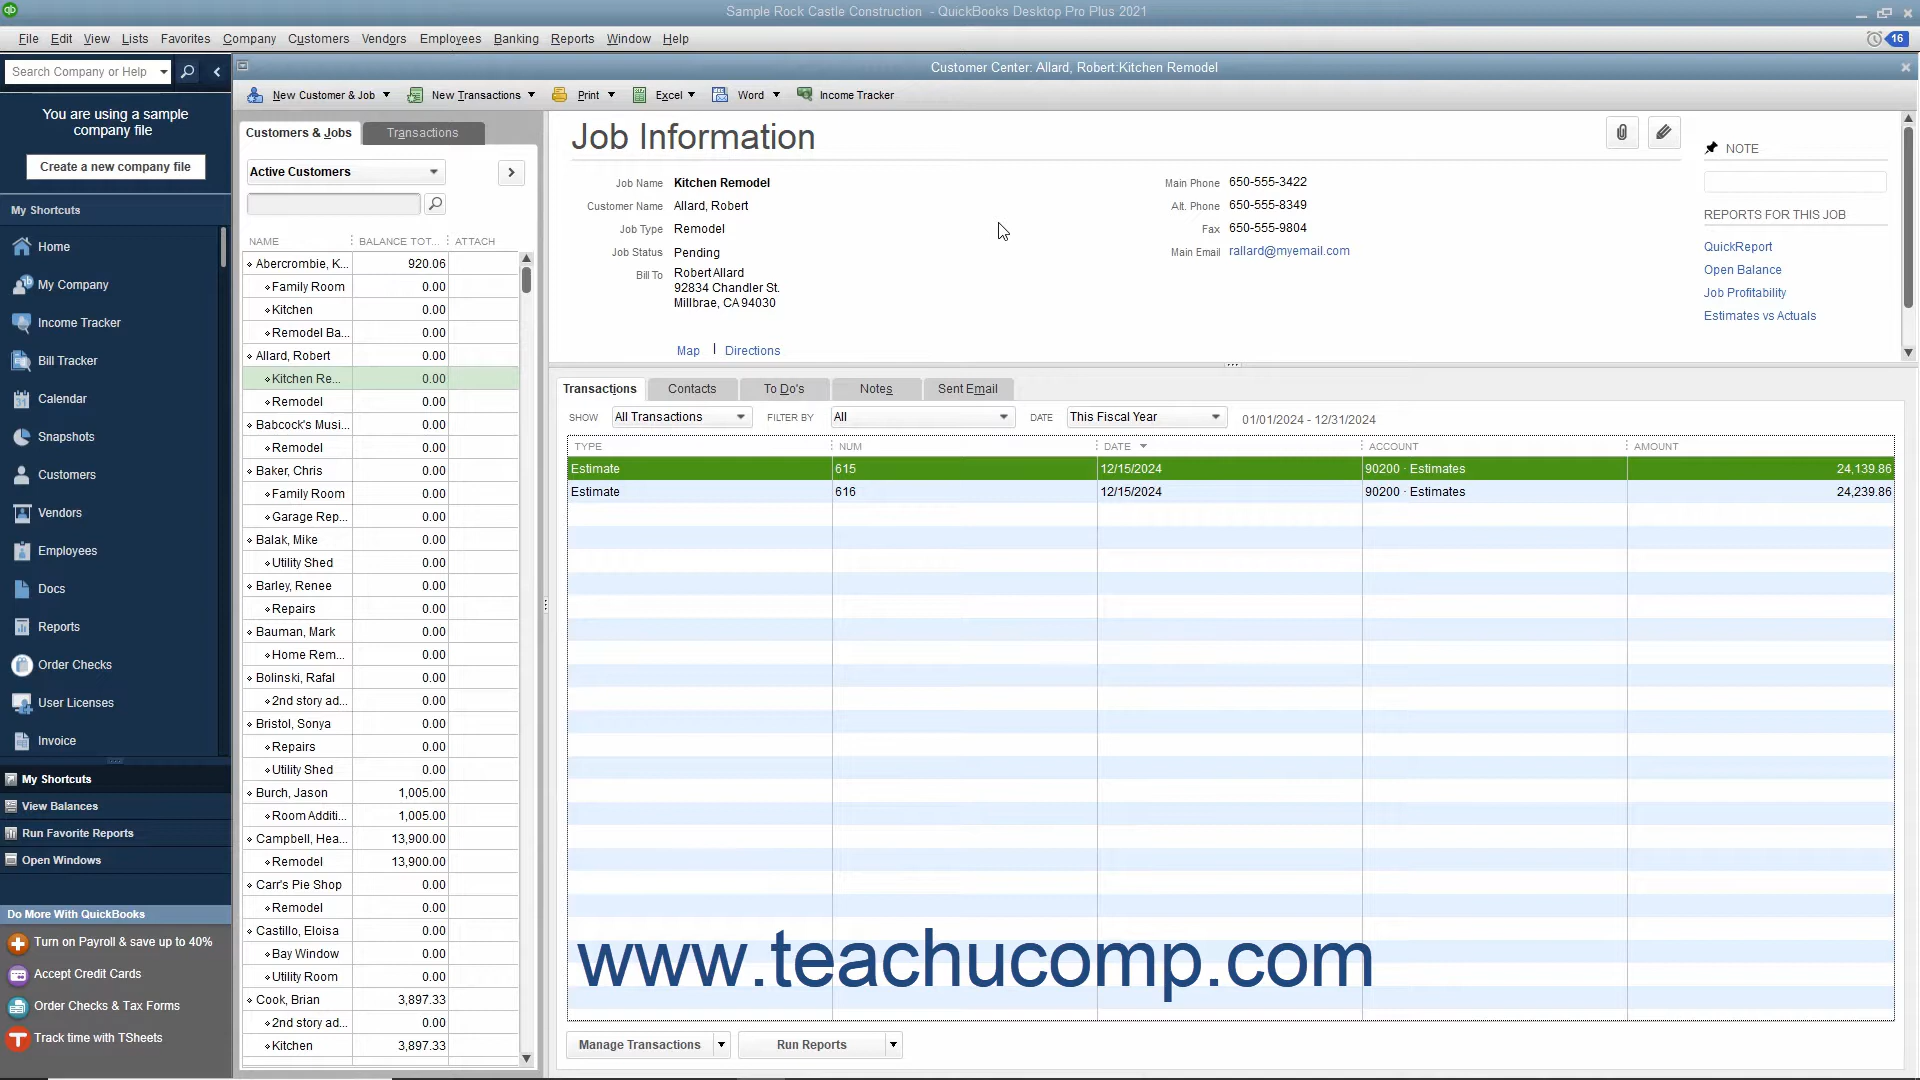 Sample Rock Castle Construction - QuickBooks Desktop Pro Plus 2021
File Edit View Lists Favorites Company Customers Vendors Employees Banking Reports Window Help
16
Search Company or Help
Customer Center: Allard, Robert:Kitchen Remodel
New Customer & Job New Transactions Print Excel Word Income Tracker
You are using a sample
company file
Create a new company file
My Shortcuts
Home
My Company
Income Tracker
Bill Tracker
Calendar
31
Snapshots
Customers
Vendors
Employees
Docs
Reports
Order Checks
User Licenses
Invoice
My Shortcuts
View Balances
Run Favorite Reports
Open Windows
Do More With QuickBooks
Turn on Payroll & save up to 40%
Accept Credit Cards
Order Checks & Tax Forms
Track time with TSheets
Customers & Jobs Transactions
Active Customers
NAME BALANCE TOT... ATTACH
Abercrombie, K... 920.06
Family Room 0.00
Kitchen 0.00
Remodel Ba... 0.00
Allard, Robert 0.00
Kitchen Re... 0.00
Remodel 0.00
Babcock's Musi... 0.00
Remodel 0.00
Baker, Chris 0.00
Family Room 0.00
Garage Rep... 0.00
Balak, Mike 0.00
Utility Shed 0.00
Barley, Renee 0.00
Repairs 0.00
Bauman, Mark 0.00
Home Rem... 0.00
Bolinski, Rafal 0.00
2nd story ad... 0.00
Bristol, Sonya 0.00
Repairs 0.00
Utility Shed 0.00
Burch, Jason 1,005.00
Room Additi... 1,005.00
Campbell, Hea... 13,900.00
Remodel 13,900.00
Carr's Pie Shop 0.00
Remodel 0.00
Castillo, Eloisa 0.00
Bay Window 0.00
Utility Room 0.00
Cook, Brian 3,897.33
2nd story ad... 0.00
Kitchen 3,897.33
Job Information
Job Name Kitchen Remodel
Customer Name Allard, Robert
Job Type Remodel
Job Status Pending
Bill To Robert Allard
92834 Chandler St.
Millbrae, CA 94030
Map | Directions
Main Phone 650-555-3422
Alt. Phone 650-555-8349
Fax 650-555-9804
Main Email rallard@myemail.com
NOTE
REPORTS FOR THIS JOB
QuickReport
Open Balance
Job Profitability
Estimates vs Actuals
Transactions Contacts To Do's Notes Sent Email
SHOW All Transactions FILTER BY All DATE This Fiscal Year 01/01/2024 - 12/31/2024
TYPE NUM DATE ACCOUNT AMOUNT
Estimate 615 12/15/2024 90200 · Estimates 24,139.86
Estimate 616 12/15/2024 90200 · Estimates 24,239.86
www.teachucomp.com
Manage Transactions Run Reports